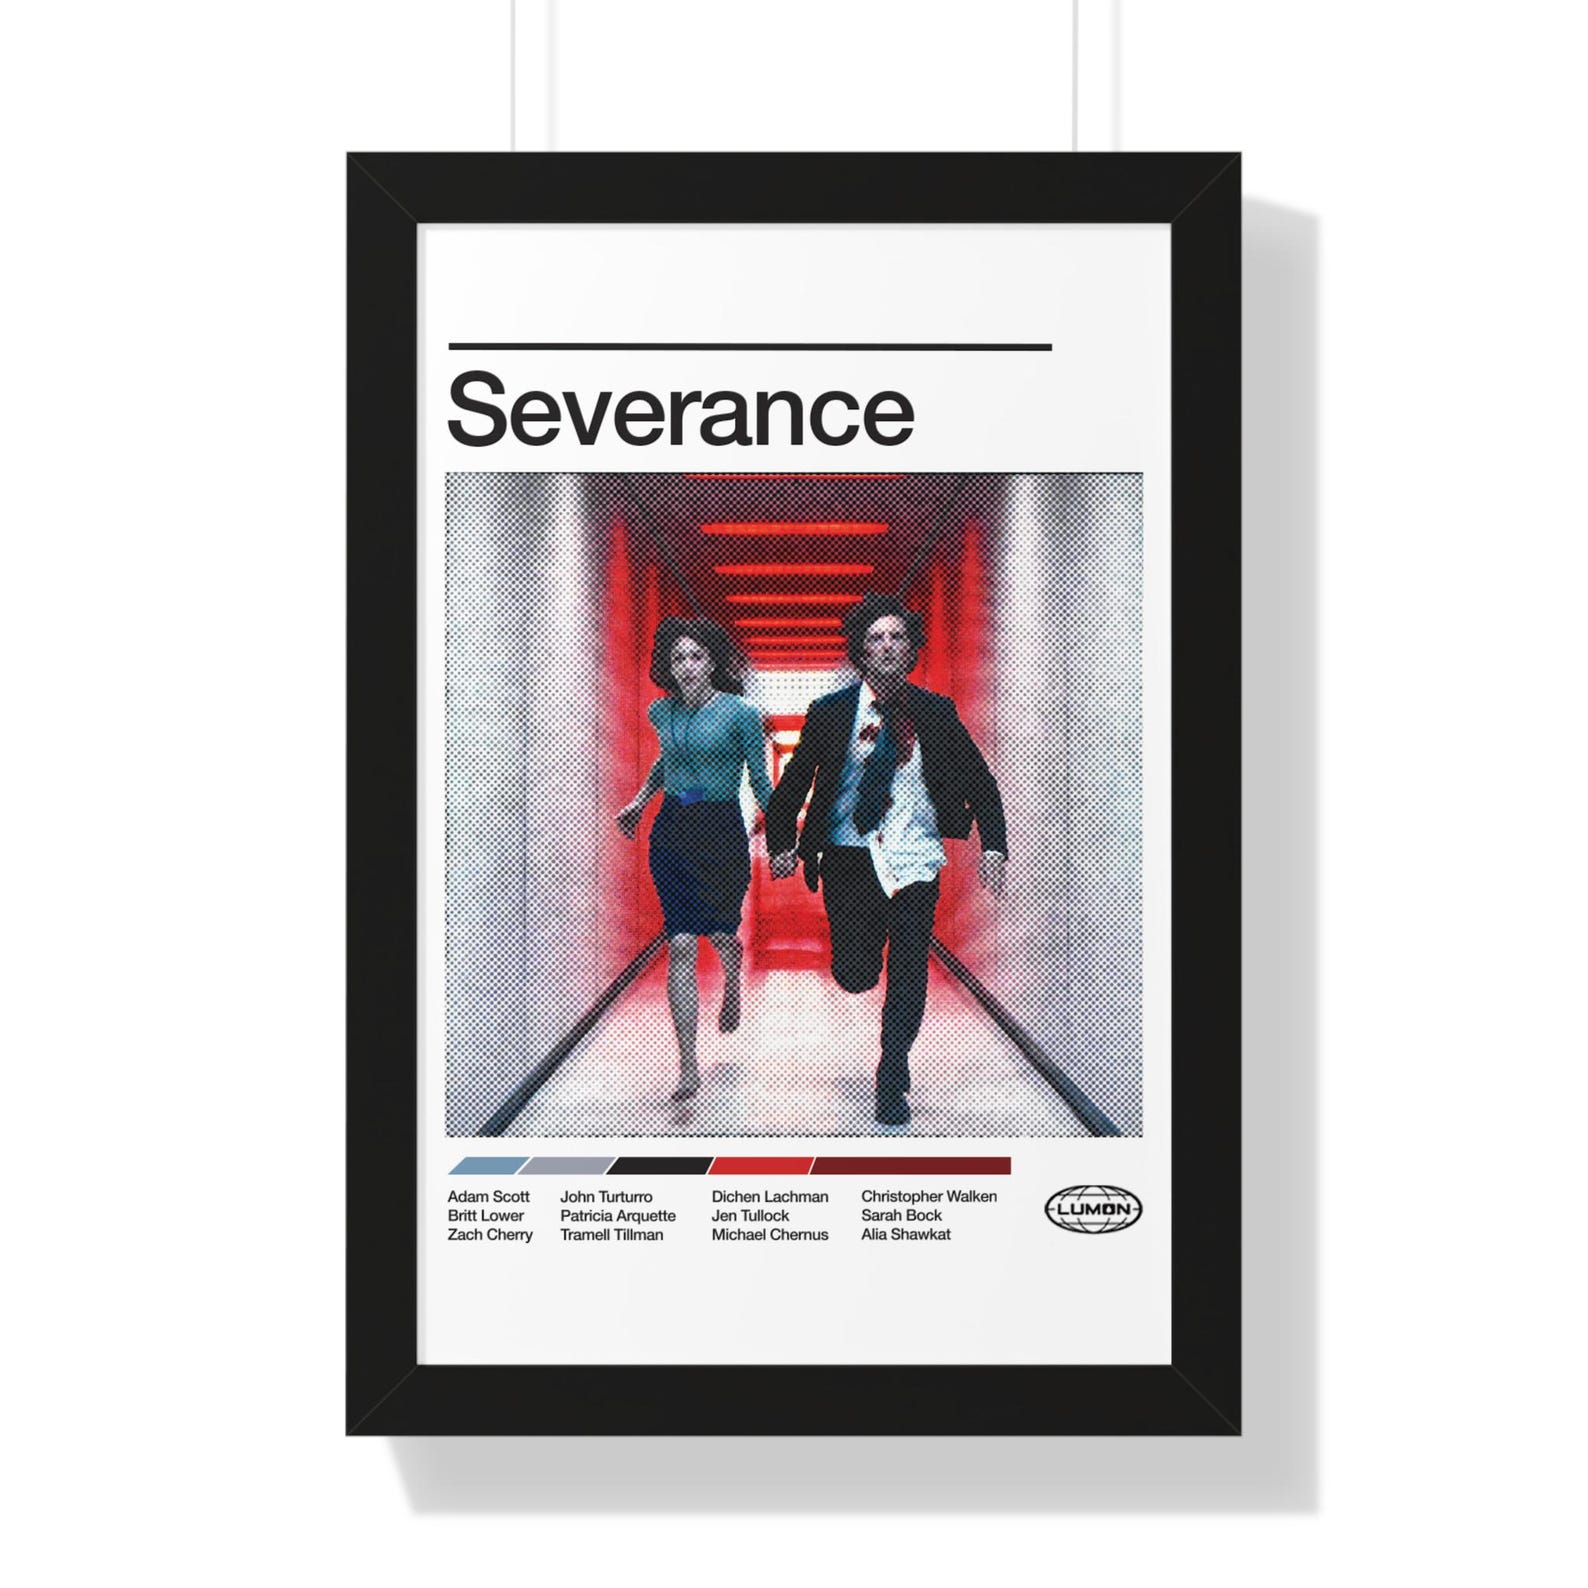 Severance
Adam Scott
Britt Lower
Zach Cherry
John Turturro
Patricia Arquette
Tramell Tillman
Dichen Lachman
Jen Tullock
Michael Chernus
Christopher Walken
Sarah Bock
Alia Shawkat
LUMON